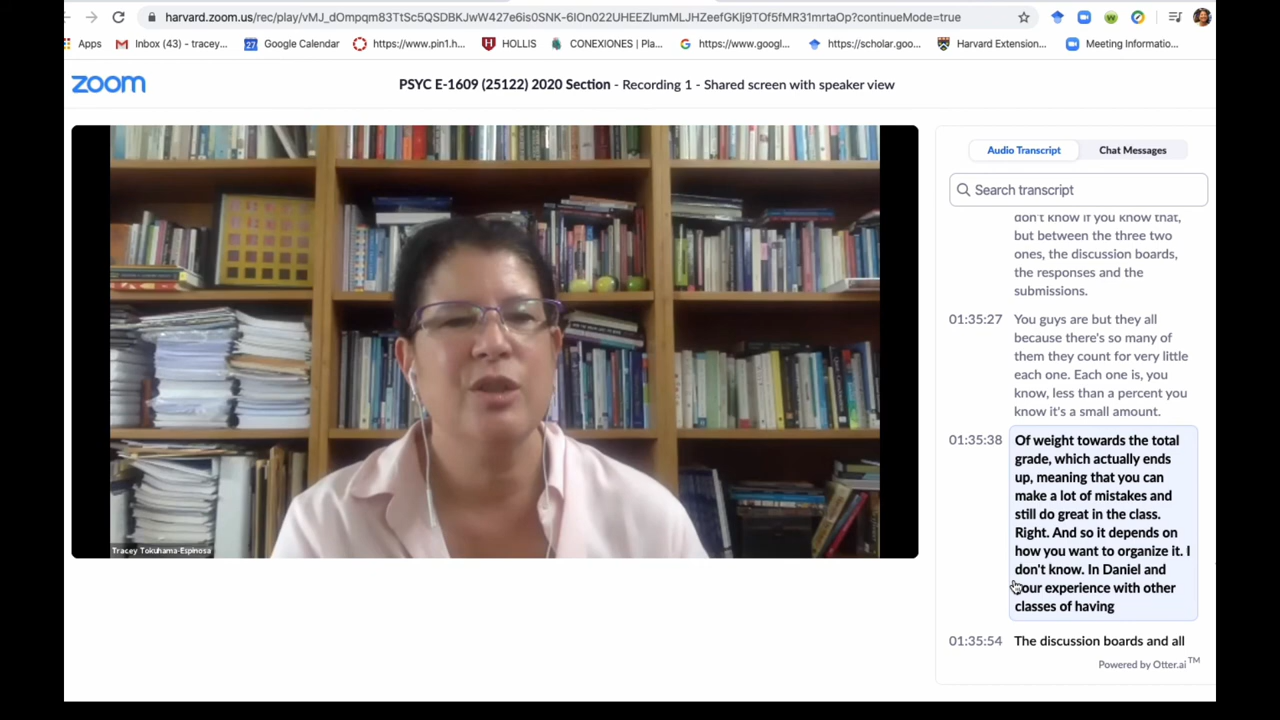 harvard.zoom.us/rec/play/vMJ_dOmpqm83TtSc5QSDBKJwW427e6is0SNK-6IOn022UHEEZlumMLJHZeefGKlj9TOf5fMR31mrtaOp?continueMode=true
Apps Inbox (43) - tracey... Google Calendar https://www.pin1.h... HOLLIS CONEXIONES | Pla... https://www.googl... https://scholar.goo... Harvard Extension... Meeting Informatio...
zoom PSYC E-1609 (25122) 2020 Section - Recording 1 - Shared screen with speaker view
Audio Transcript Chat Messages
Search transcript
don't know if you know that,
but between the three two
ones, the discussion boards,
the responses and the
submissions.
01:35:27 You guys are but they all
because there's so many of
them they count for very little
each one. Each one is, you
know, less than a percent you
know it's a small amount.
01:35:38 Of weight towards the total
grade, which actually ends
up, meaning that you can
make a lot of mistakes and
still do great in the class.
Right. And so it depends on
how you want to organize it. I
don't know. In Daniel and
your experience with other
classes of having
01:35:54 The discussion boards and all
Powered by Otter.ai™
Tracey Tokuhama-Espinosa